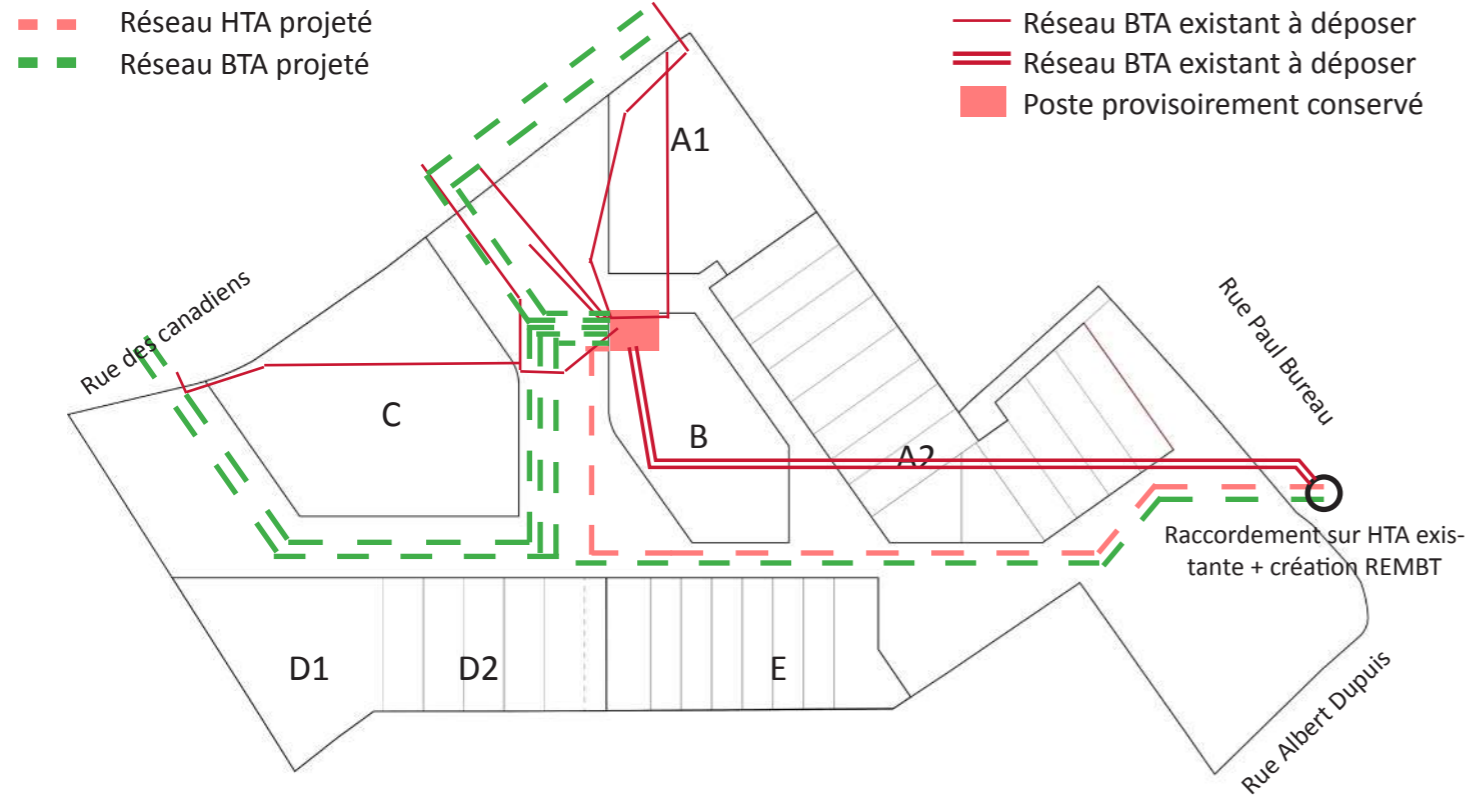 Réseau HTA projeté
Réseau BTA projeté
Réseau BTA existant à déposer
Réseau BTA existant à déposer
Poste provisoirement conservé
A1
Rue des canadiens
Rue Paul Bureau
C
B
A2
Raccordement sur HTA exis-
tante + création REMBT
D1
D2
E
Rue Albert Dupuis